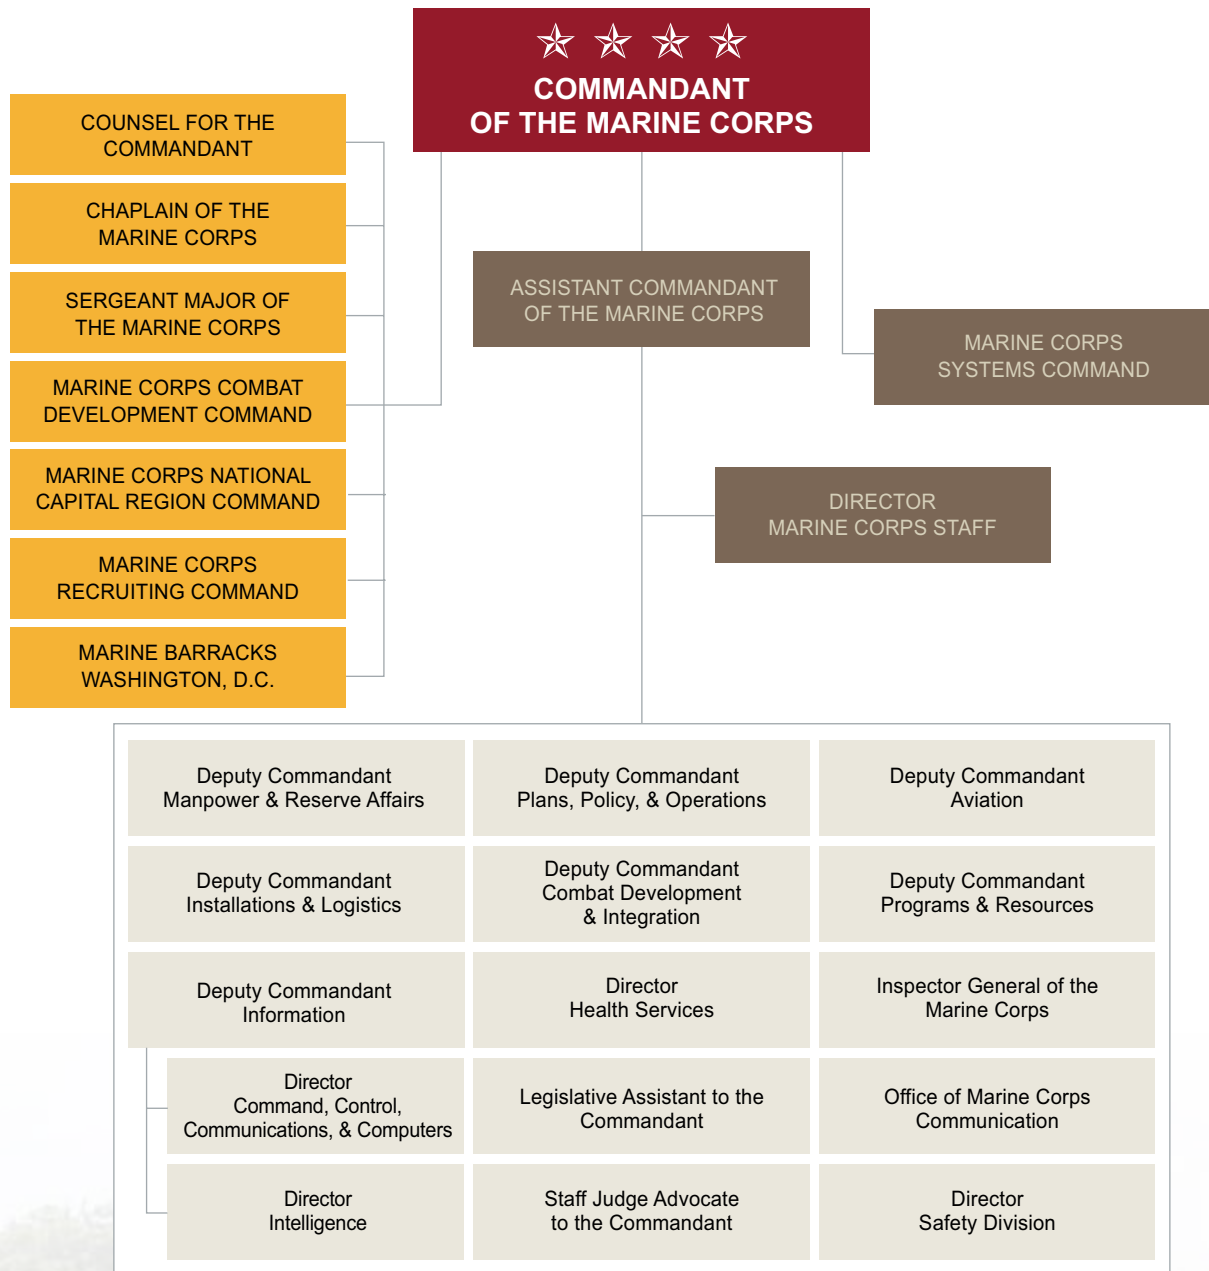 COMMANDANT
OF THE MARINE CORPS
COUNSEL FOR THE
COMMANDANT
CHAPLAIN OF THE
MARINE CORPS
SERGEANT MAJOR OF
THE MARINE CORPS
MARINE CORPS COMBAT
DEVELOPMENT COMMAND
MARINE CORPS NATIONAL
CAPITAL REGION COMMAND
MARINE CORPS
RECRUITING COMMAND
MARINE BARRACKS
WASHINGTON, D.C.
ASSISTANT COMMANDANT
OF THE MARINE CORPS
MARINE CORPS
SYSTEMS COMMAND
DIRECTOR
MARINE CORPS STAFF
Deputy Commandant
Manpower & Reserve Affairs
Deputy Commandant
Plans, Policy, & Operations
Deputy Commandant
Aviation
Deputy Commandant
Installations & Logistics
Deputy Commandant
Combat Development
& Integration
Deputy Commandant
Programs & Resources
Deputy Commandant
Information
Director
Health Services
Inspector General of the
Marine Corps
Director
Command, Control,
Communications, & Computers
Legislative Assistant to the
Commandant
Office of Marine Corps
Communication
Director
Intelligence
Staff Judge Advocate
to the Commandant
Director
Safety Division